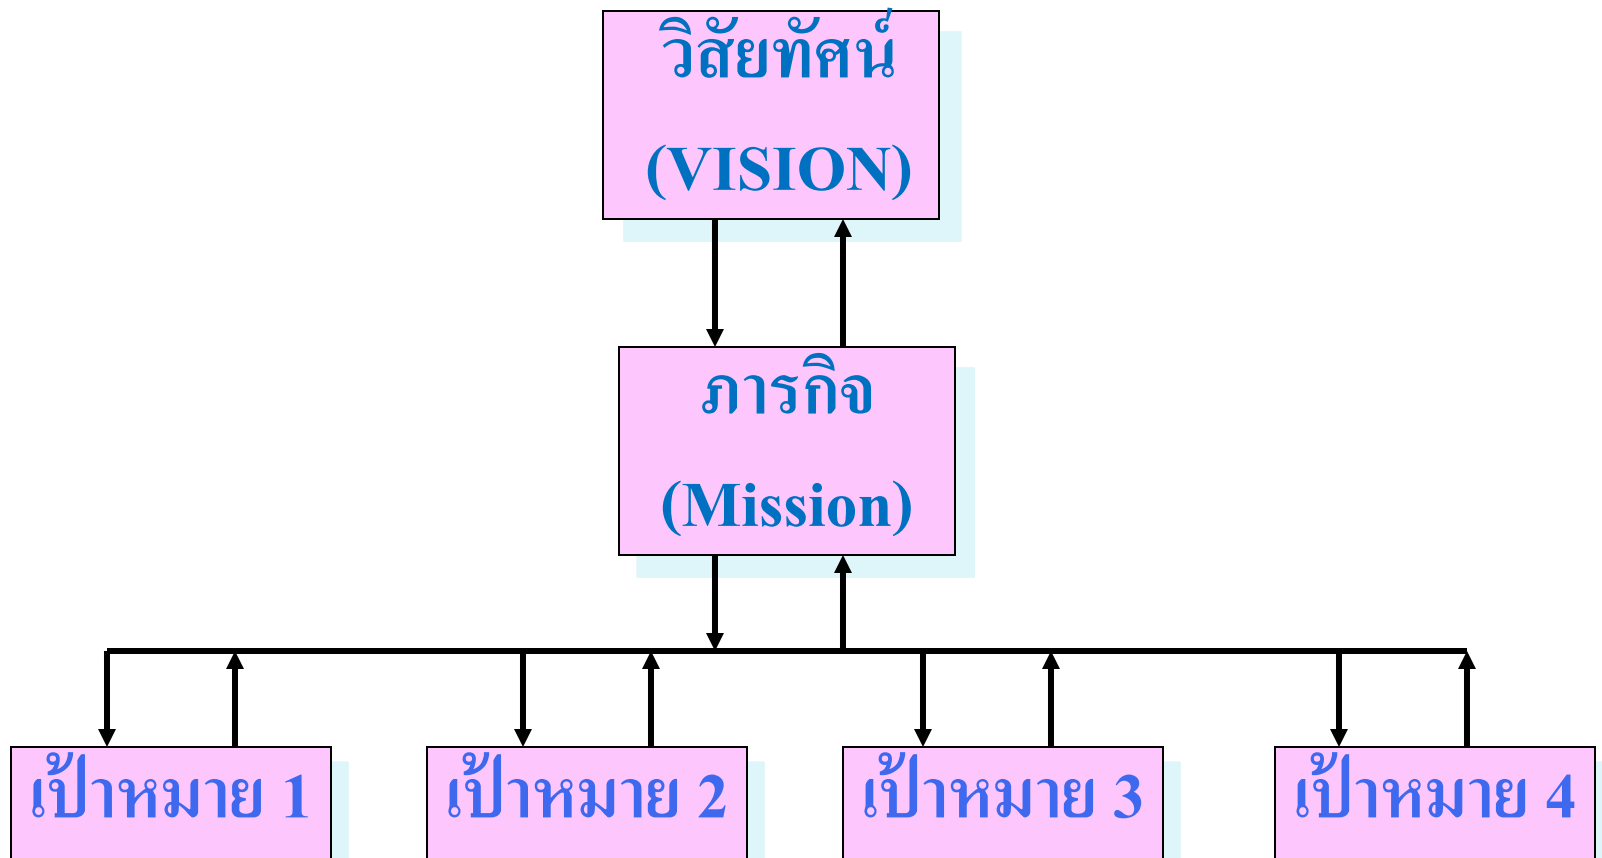 วิสัยทัศน์
(VISION)
ภารกิจ
(Mission)
เป้าหมาย 1
เป้าหมาย 2
เป้าหมาย 3
เป้าหมาย 4